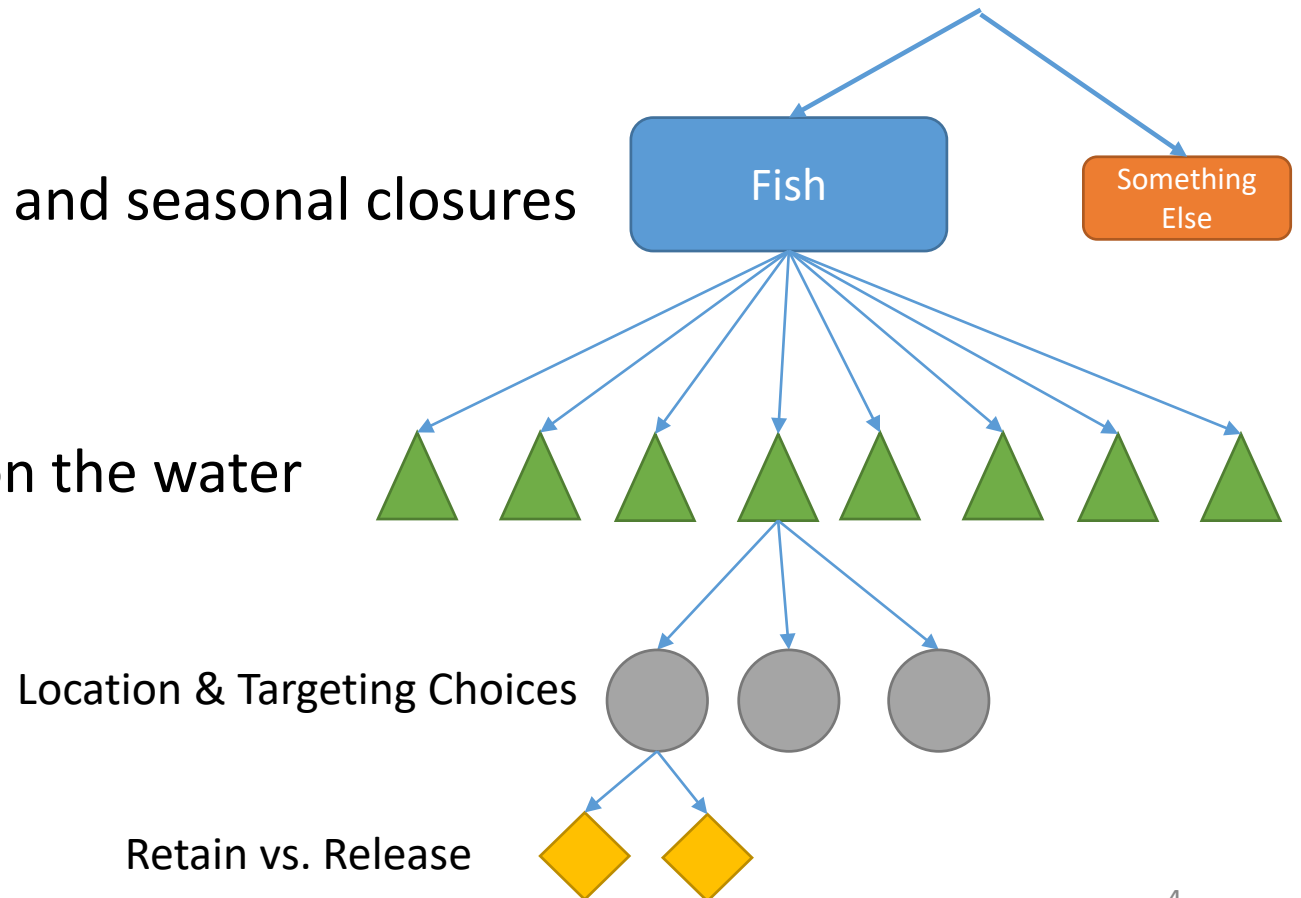 Fish
Something
Else
and seasonal closures
the water
Location & Targeting Choices
Retain vs. Release